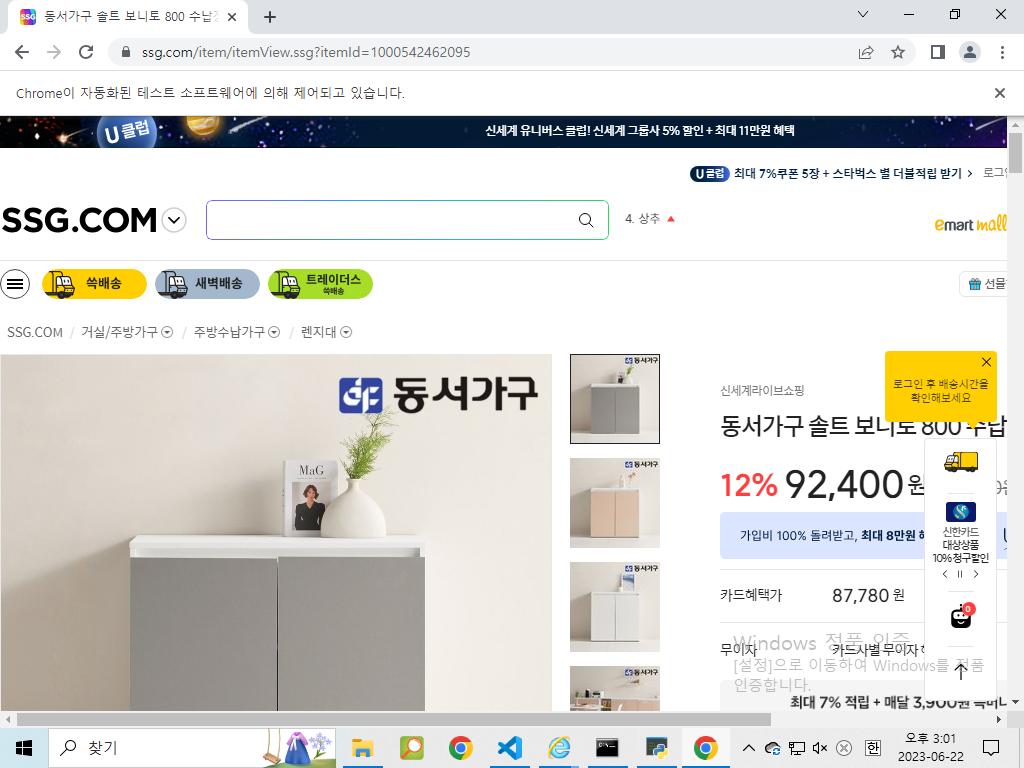 동서가구 솔트 보니로 800 수납장
ssg.com/item/itemView.ssg?itemId=1000542462095
Chrome이 자동화된 테스트 소프트웨어에 의해 제어되고 있습니다.
U 클럽
신세계 유니버스 클럽! 신세계 그룹사 5% 할인 + 최대 11만원 혜택
U 클럽 최대 7%쿠폰 5장 + 스타벅스 별 더블적립 받기 >
SSG.COM
4. 상추
emart mall
쓱배송
새벽배송
트레이더스
쓱배송
선물
SSG.COM / 거실/주방가구 / 주방수납가구 / 렌지대
동서가구
MaG
동서가구
동서가구
동서가구
동서가구
신세계라이브쇼핑
로그인 후 배송시간을
확인해보세요
동서가구 솔트 보니로 800 수납
12% 92,400원
가입비 100% 돌려받고, 최대 8만원
신한카드
대상상품
10%청구할인
카드혜택가 87,780 원
0
무이자 카드사별 무이자
Windows 정품 인증
[설정]으로 이동하여 Windows를 정품
인증합니다.
최대 7% 적립 + 매달 3,900원
찾기
오후 3:01
2023-06-22
한